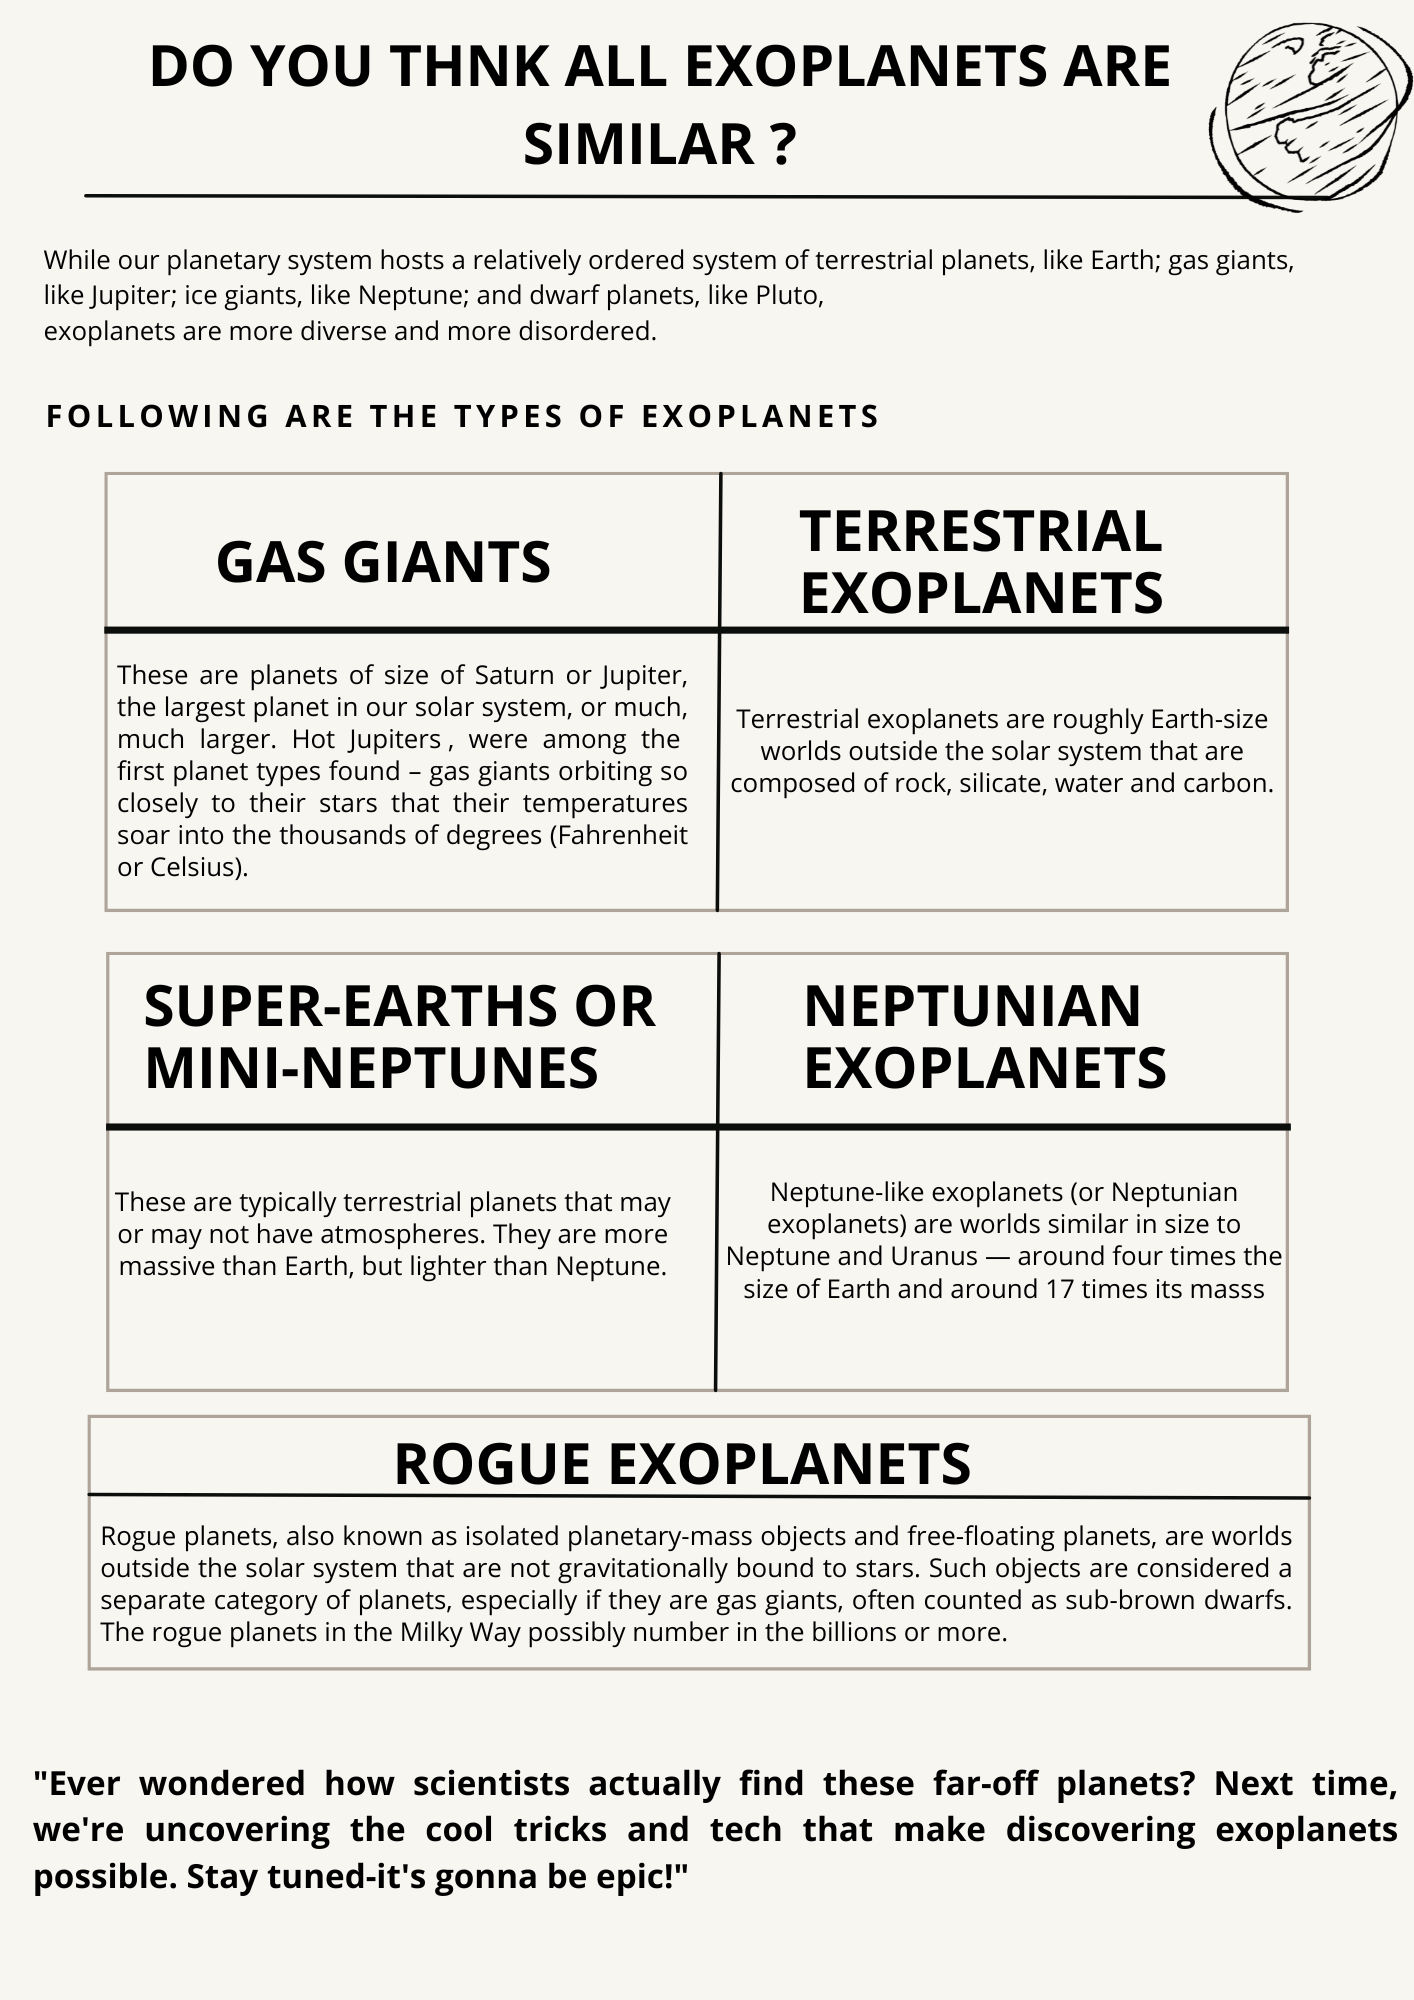 DO YOU THNK ALL EXOPLANETS ARE
SIMILAR ?
While our planetary system hosts a relatively ordered system of terrestrial planets, like Earth; gas giants,
like Jupiter; ice giants, like Neptune; and dwarf planets, like Pluto,
exoplanets are more diverse and more disordered.
FOLLOWING ARE THE TYPES OF EXOPLANETS
GAS GIANTS
These are planets of size of Saturn or Jupiter,
the largest planet in our solar system, or much,
much larger. Hot Jupiters , were among the
first planet types found – gas giants orbiting so
closely to their stars that their temperatures
soar into the thousands of degrees (Fahrenheit
or Celsius).
TERRESTRIAL
EXOPLANETS
Terrestrial exoplanets are roughly Earth-size
worlds outside the solar system that are
composed of rock, silicate, water and carbon.
SUPER-EARTHS OR
MINI-NEPTUNES
These are typically terrestrial planets that may
or may not have atmospheres. They are more
massive than Earth, but lighter than Neptune.
NEPTUNIAN
EXOPLANETS
Neptune-like exoplanets (or Neptunian
exoplanets) are worlds similar in size to
Neptune and Uranus — around four times the
size of Earth and around 17 times its masss
ROGUE EXOPLANETS
Rogue planets, also known as isolated planetary-mass objects and free-floating planets, are worlds
outside the solar system that are not gravitationally bound to stars. Such objects are considered a
separate category of planets, especially if they are gas giants, often counted as sub-brown dwarfs.
The rogue planets in the Milky Way possibly number in the billions or more.
"Ever wondered how scientists actually find these far-off planets? Next time,
we're uncovering the cool tricks and tech that make discovering exoplanets
possible. Stay tuned-it's gonna be epic!"